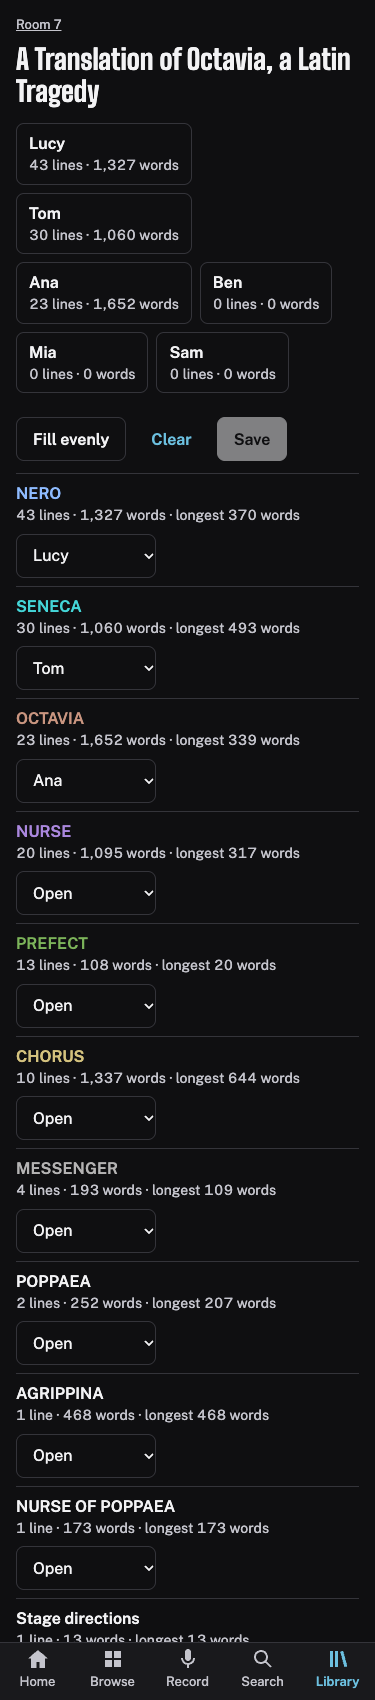 Room 7
A Translation of Octavia, a Latin
Tragedy
Lucy
43 lines · 1,327 words
Tom
30 lines · 1,060 words
Ana
23 lines · 1,652 words
Ben
0 lines · 0 words
Mia
0 lines · 0 words
Sam
0 lines · 0 words
Fill evenly
Clear
Save
NERO
43 lines · 1,327 words · longest 370 words
Lucy
SENECA
30 lines · 1,060 words · longest 493 words
Tom
OCTAVIA
23 lines · 1,652 words · longest 339 words
Ana
NURSE
20 lines · 1,095 words · longest 317 words
Open
PREFECT
13 lines · 108 words · longest 20 words
Open
CHORUS
10 lines · 1,337 words · longest 644 words
Open
MESSENGER
4 lines · 193 words · longest 109 words
Open
POPPAEA
2 lines · 252 words · longest 207 words
Open
AGRIPPINA
1 line · 468 words · longest 468 words
Open
NURSE OF POPPAEA
1 line · 173 words · longest 173 words
Open
Stage directions
1 line · 13 words · longest 13 words
Home
Browse
Record
Search
Library